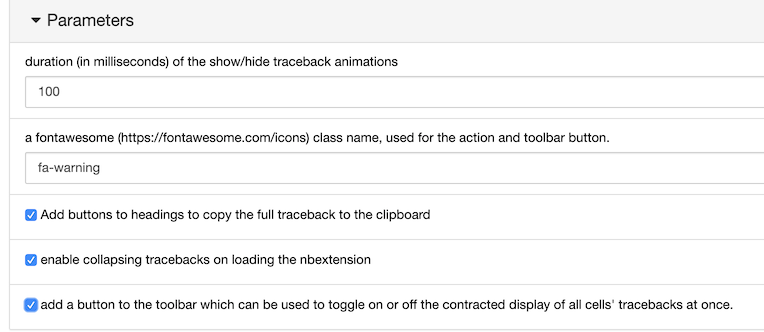 Parameters
duration (in milliseconds) of the show/hide traceback animations
100
a fontawesome (https://fontawesome.com/icons) class name, used for the action and toolbar button.
fa-warning
Add buttons to headings to copy the full traceback to the clipboard
enable collapsing tracebacks on loading the nbextension
add a button to the toolbar which can be used to toggle on or off the contracted display of all cells' tracebacks at once.